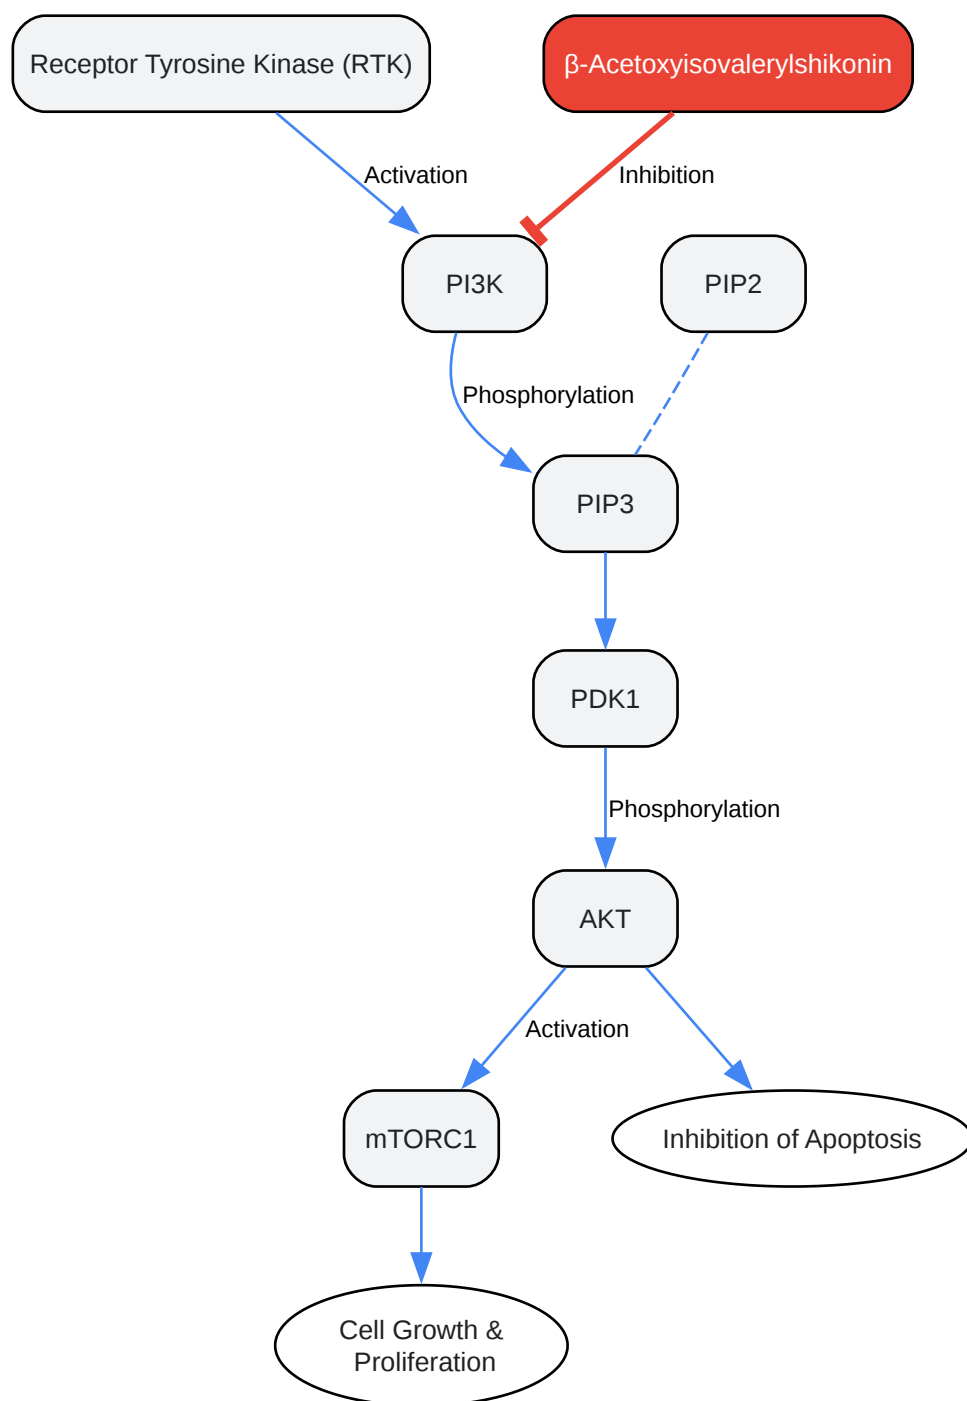 Receptor Tyrosine Kinase (RTK)
β-Acetoxyisovalerylshikonin
Activation
Inhibition
PI3K
PIP2
Phosphorylation
PIP3
PDK1
Phosphorylation
AKT
Activation
mTORC1
Inhibition of Apoptosis
Cell Growth &
Proliferation